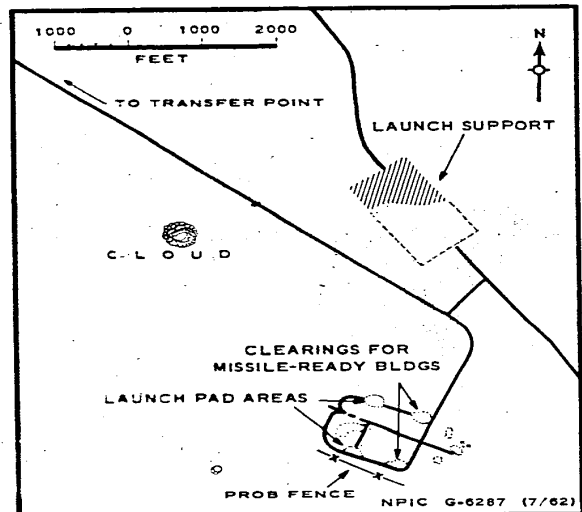 1000 0 1000 2000
FEET
N
TO TRANSFER POINT
LAUNCH SUPPORT
CLOUD
CLEARINGS FOR
MISSILE-READY BLDGS
LAUNCH PAD AREAS
PROB FENCE
NPIC G-6287 (7/62)